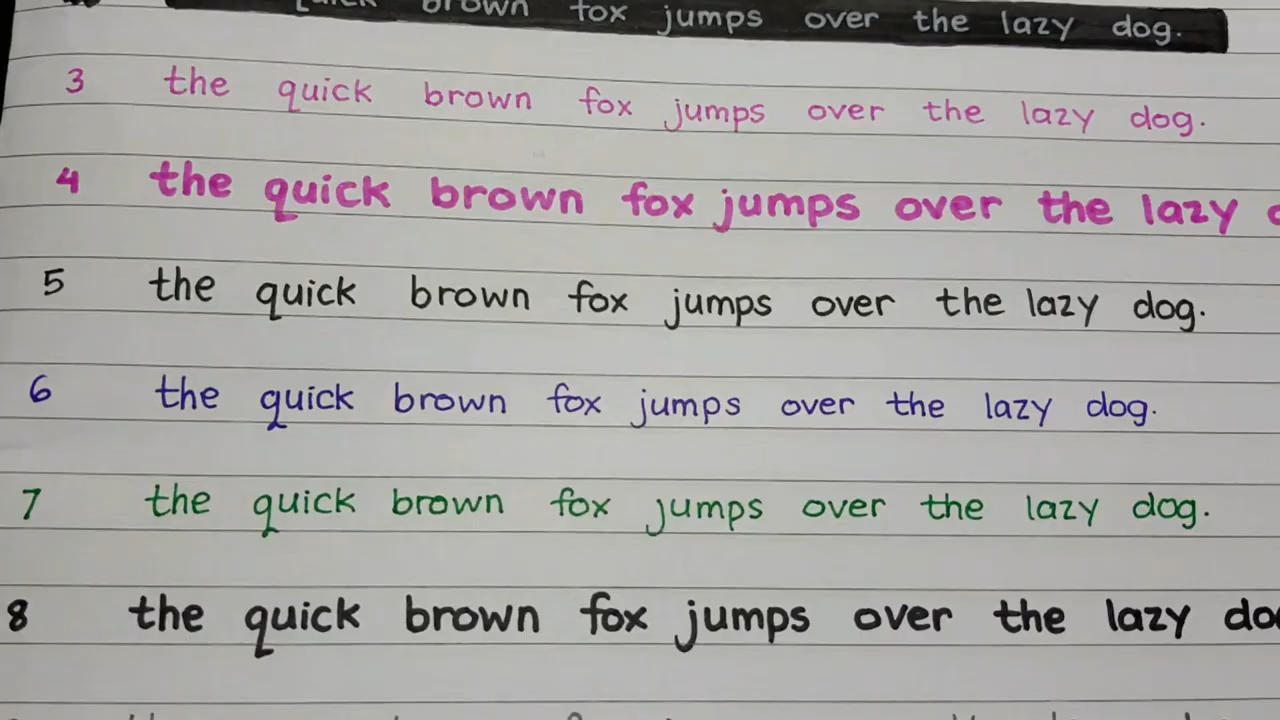 quick brown fox jumps over the lazy dog.
3 the quick brown fox jumps over the lazy dog.
4 the quick brown fox jumps over the lazy
5 the quick brown fox jumps over the lazy dog.
6 the quick brown fox jumps over the lazy dog.
7 the quick brown fox jumps over the lazy dog.
8 the quick brown fox jumps over the lazy do